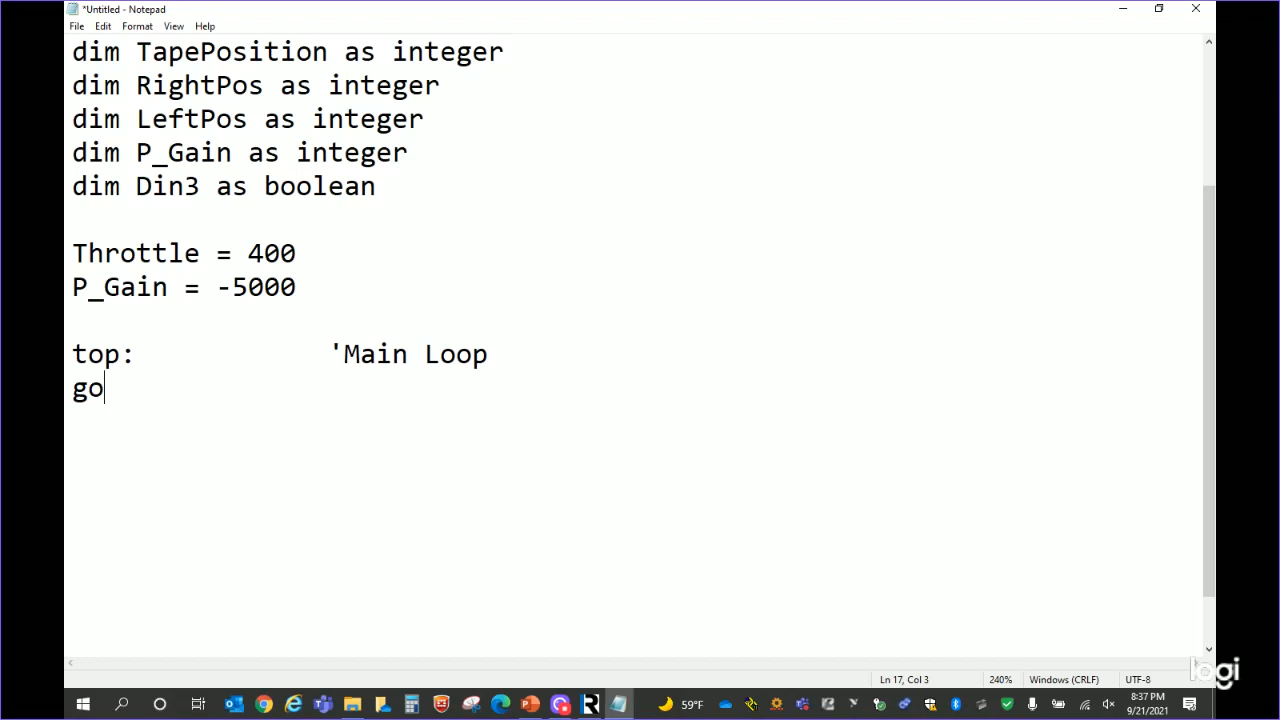 *Untitled - Notepad
File Edit Format View Help
dim TapePosition as integer
dim RightPos as integer
dim LeftPos as integer
dim P_Gain as integer
dim Din3 as boolean
Throttle = 400
P_Gain = -5000
top: 'Main Loop
go
logi
Ln 17, Col 3 240% Windows (CRLF) UTF-8
59°F 8:37 PM
9/21/2021